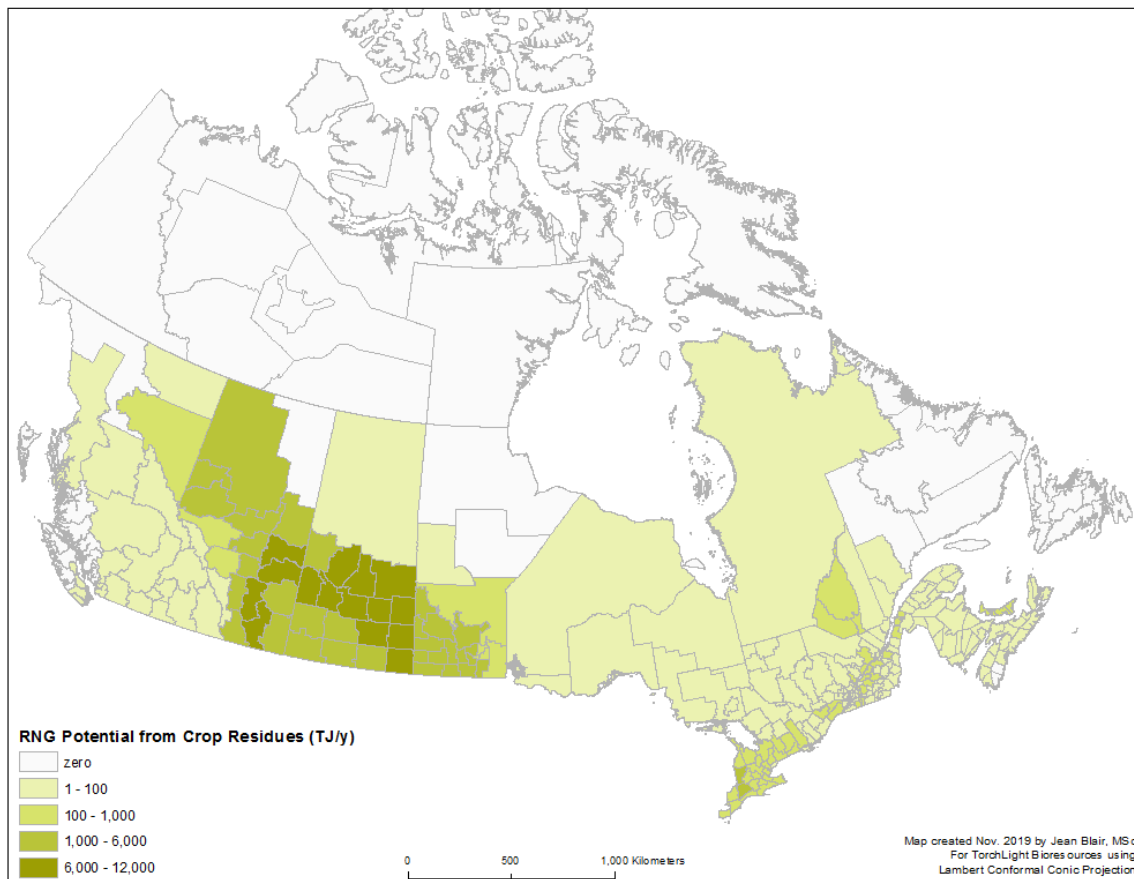 RNG Potential from Crop Residues (TJ/y)
zero
1 - 100
100 - 1,000
1,000 - 6,000
6,000 - 12,000
0 500 1,000 Kilometers
Map created Nov. 2019 by Jean Blair, MSc
For TorchLight Bioresources using
Lambert Conformal Conic Projection